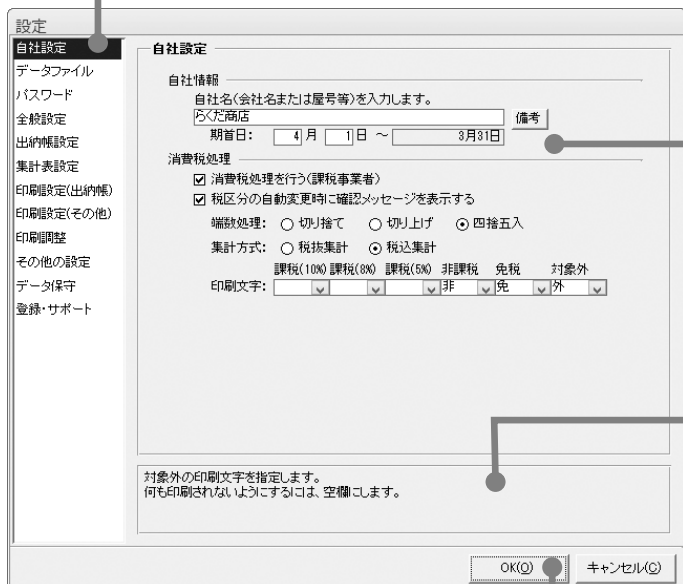 設定
自社設定
データファイル
パスワード
全般設定
出納帳設定
集計表設定
印刷設定(出納帳)
印刷設定(その他)
印刷調整
その他の設定
データ保守
登録・サポート
自社設定
自社情報
自社名(会社名または屋号等)を入力します。
らくだ商店 備考
期首日: 4月 1日 ～ 3月31日
消費税処理
消費税処理を行う(課税事業者)
税区分の自動変更時に確認メッセージを表示する
端数処理: 切り捨て 切り上げ 四捨五入
集計方式: 税抜集計 税込集計
課税(10%) 課税(8%) 課税(5%) 非課税 免税 対象外
印刷文字: 非 免 外
対象外の印刷文字を指定します。
何も印刷されないようにするには、空欄にします。
OK(O) キャンセル(C)